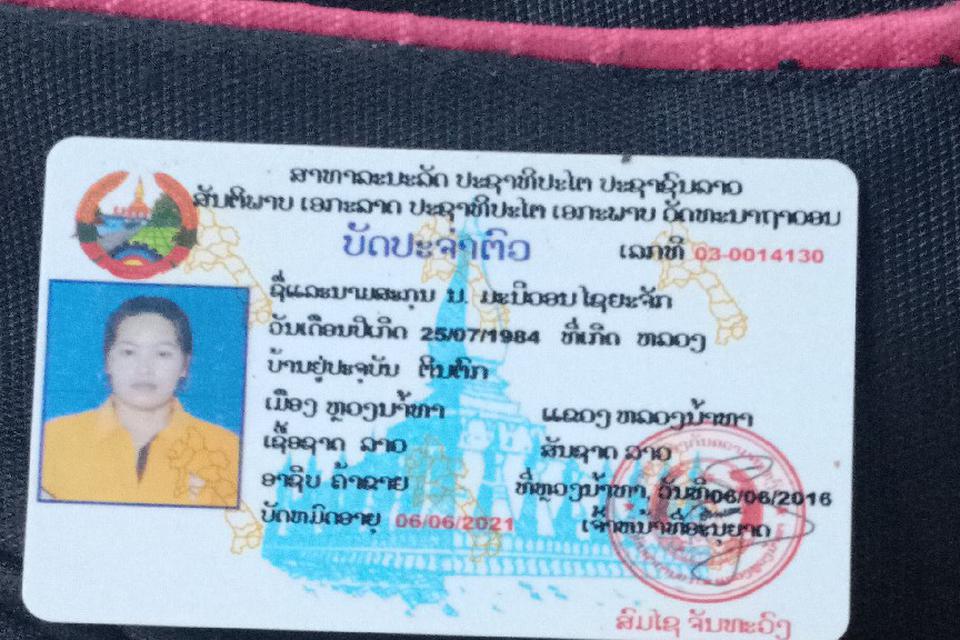 ສາທາລະນະລັດ ປະຊາທິປະໄຕ ປະຊາຊົນລາວ
ສັນຕິພາບ ເອກະລາດ ປະຊາທິປະໄຕ ເອກະພາບ ວັດທະນາຖາວອນ
ບັດປະຈຳຕົວ ເລກທີ 03-0014130
ຊື່ແລະນາມສະກຸນ ນ. ມະນີວອນ ໄຊຍະຈັກ
ວັນເດືອນປີເກີດ 25/07/1984 ທີ່ເກີດ ຫລວງ
ບ້ານຢູ່ປະຈຸບັນ ຕີນຕົກ
ເມືອງ ຫຼວງນ້ຳທາ ແຂວງ ຫລວງນ້ຳທາ
ເຊື້ອຊາດ ລາວ ສັນຊາດ ລາວ
ອາຊີບ ຄ້າຂາຍ ທີ່ຫຼວງນ້ຳທາ, ວັນທີ 06/06/2016
ບັດຫມົດອາຍຸ 06/06/2021 ເຈົ້າຫນ້າທີ່ອະນຸຍາດ
ສົມໄຊ ຈັນທະວົງ